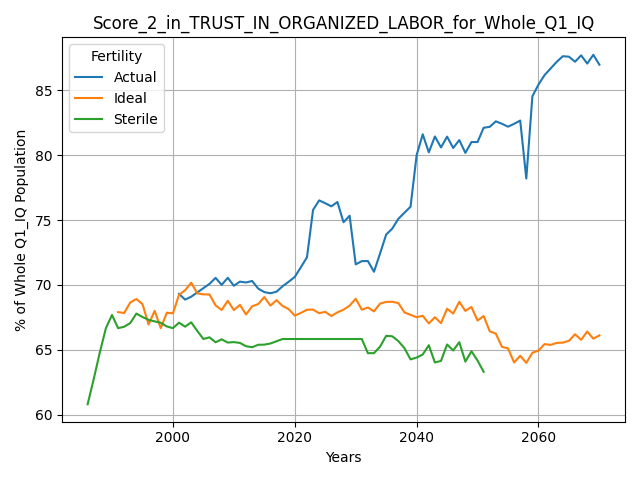 Score_2_in_TRUST_IN_ORGANIZED_LABOR_for_Whole_Q1_IQ
Fertility
Actual
Ideal
Sterile
% of Whole Q1_IQ Population
85
80
75
70
65
60
2000
2020
2040
2060
Years